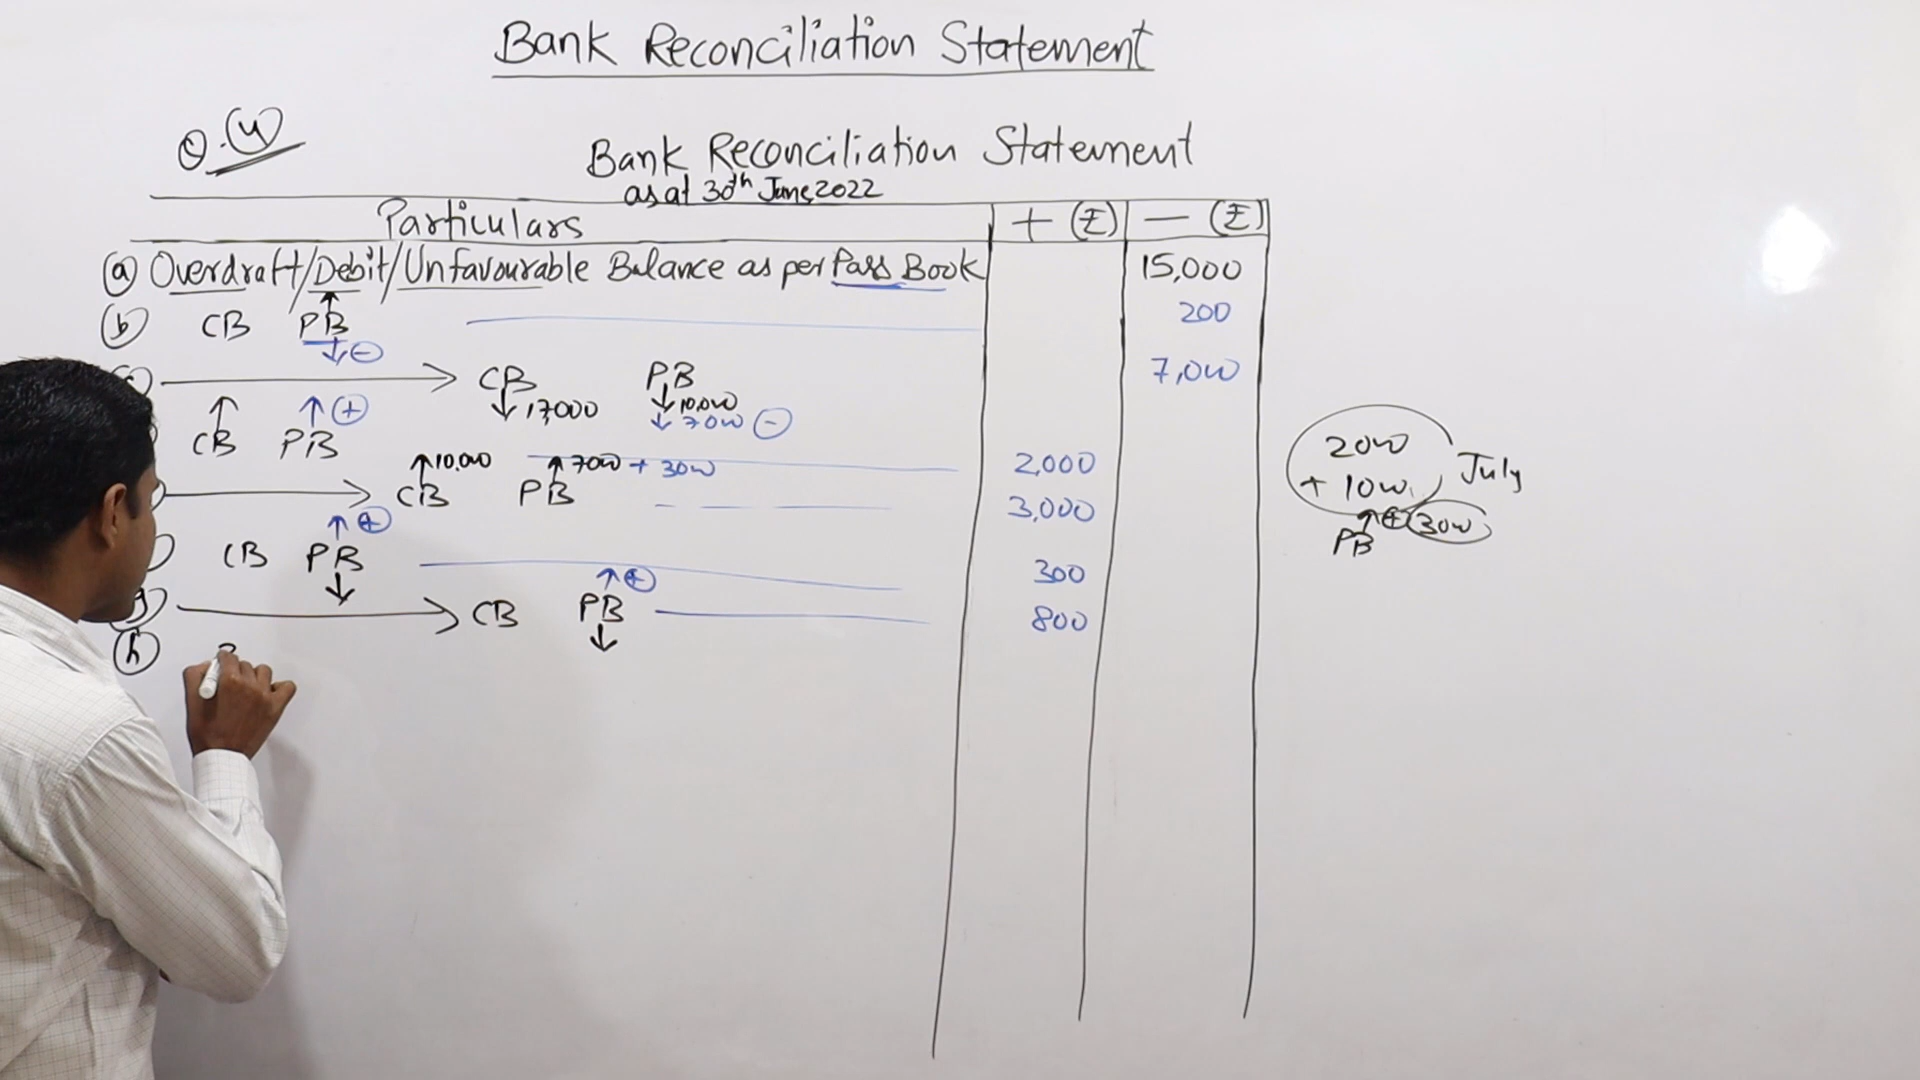 Bank Reconciliation Statement
Q.(4)
Bank Reconciliation Statement
as at 30th June, 2022
Particulars + (₹) — (₹)
(a) Overdraft/Debit/Unfavourable Balance as per Pass Book 15,000
(b) CB PB 200
↓ ⊖
→ CB PB 7,000
↓ 17,000 ↓ 10,000
↑ ↑ ⊕ ↓ 7000 ⊖
CB PB
↑ 10,000 ↑ 7000 + 3000 2,000
→ CB PB 3,000
↑ ⊕
CB PB 300
↓ ↑ ⊕
(g) → CB PB 800
↓
(h)
2000
+ 1000 July
↑ ⊕ 3000
PB